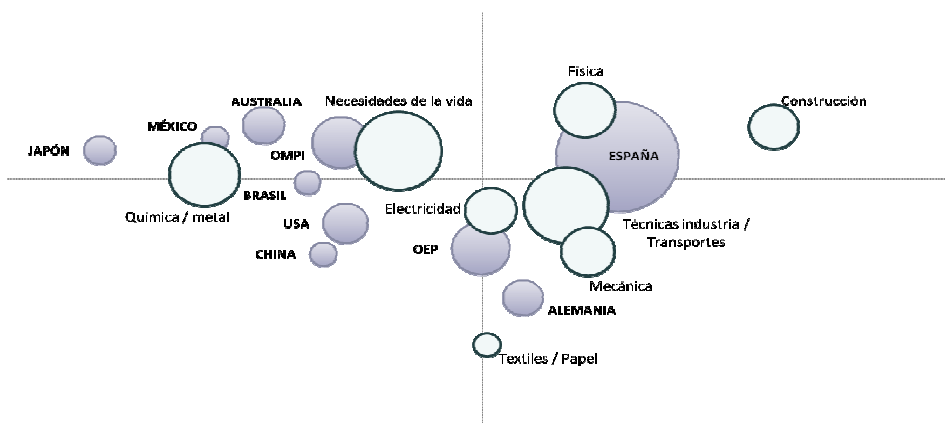 Física
Necesidades de la vida
AUSTRALIA
Construcción
MÉXICO
JAPÓN
OMPI
ESPAÑA
BRASIL
Electricidad
Química / metal
USA
Técnicas industria /
Transportes
OEP
CHINA
Mecánica
ALEMANIA
Textiles / Papel